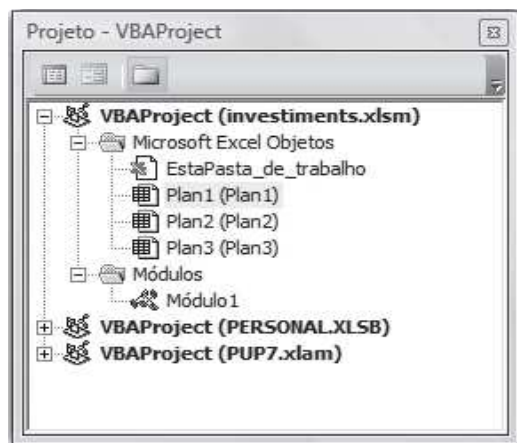 Projeto - VBAProject
VBAProject (investiments.xlsm)
Microsoft Excel Objetos
EstaPasta_de_trabalho
Plan1 (Plan1)
Plan2 (Plan2)
Plan3 (Plan3)
Módulos
Módulo1
VBAProject (PERSONAL.XLSB)
VBAProject (PUP7.xlam)